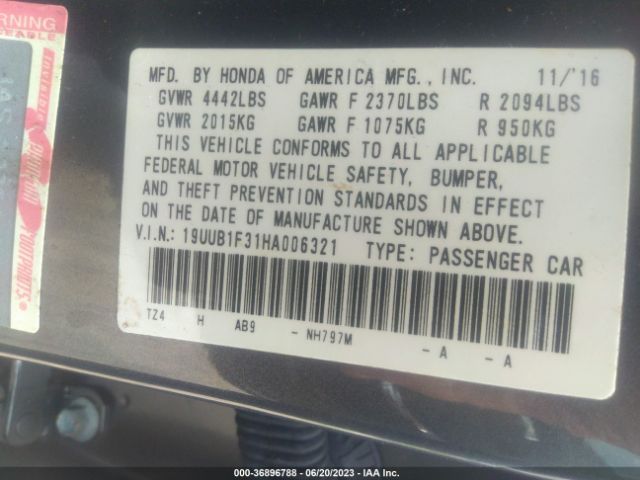 RNING
EABLE
MFD. BY HONDA OF AMERICA MFG., INC. 11/'16
GVWR 4442LBS GAWR F 2370LBS R 2094LBS
GVWR 2015KG GAWR F 1075KG R 950KG
THIS VEHICLE CONFORMS TO ALL APPLICABLE
FEDERAL MOTOR VEHICLE SAFETY, BUMPER,
AND THEFT PREVENTION STANDARDS IN EFFECT
ON THE DATE OF MANUFACTURE SHOWN ABOVE.
V.I.N.: 19UUB1F31HA006321 TYPE: PASSENGER CAR
TZ4 H AB9 - NH797M - A - A
000-36896788 - 06/20/2023 - IAA Inc.